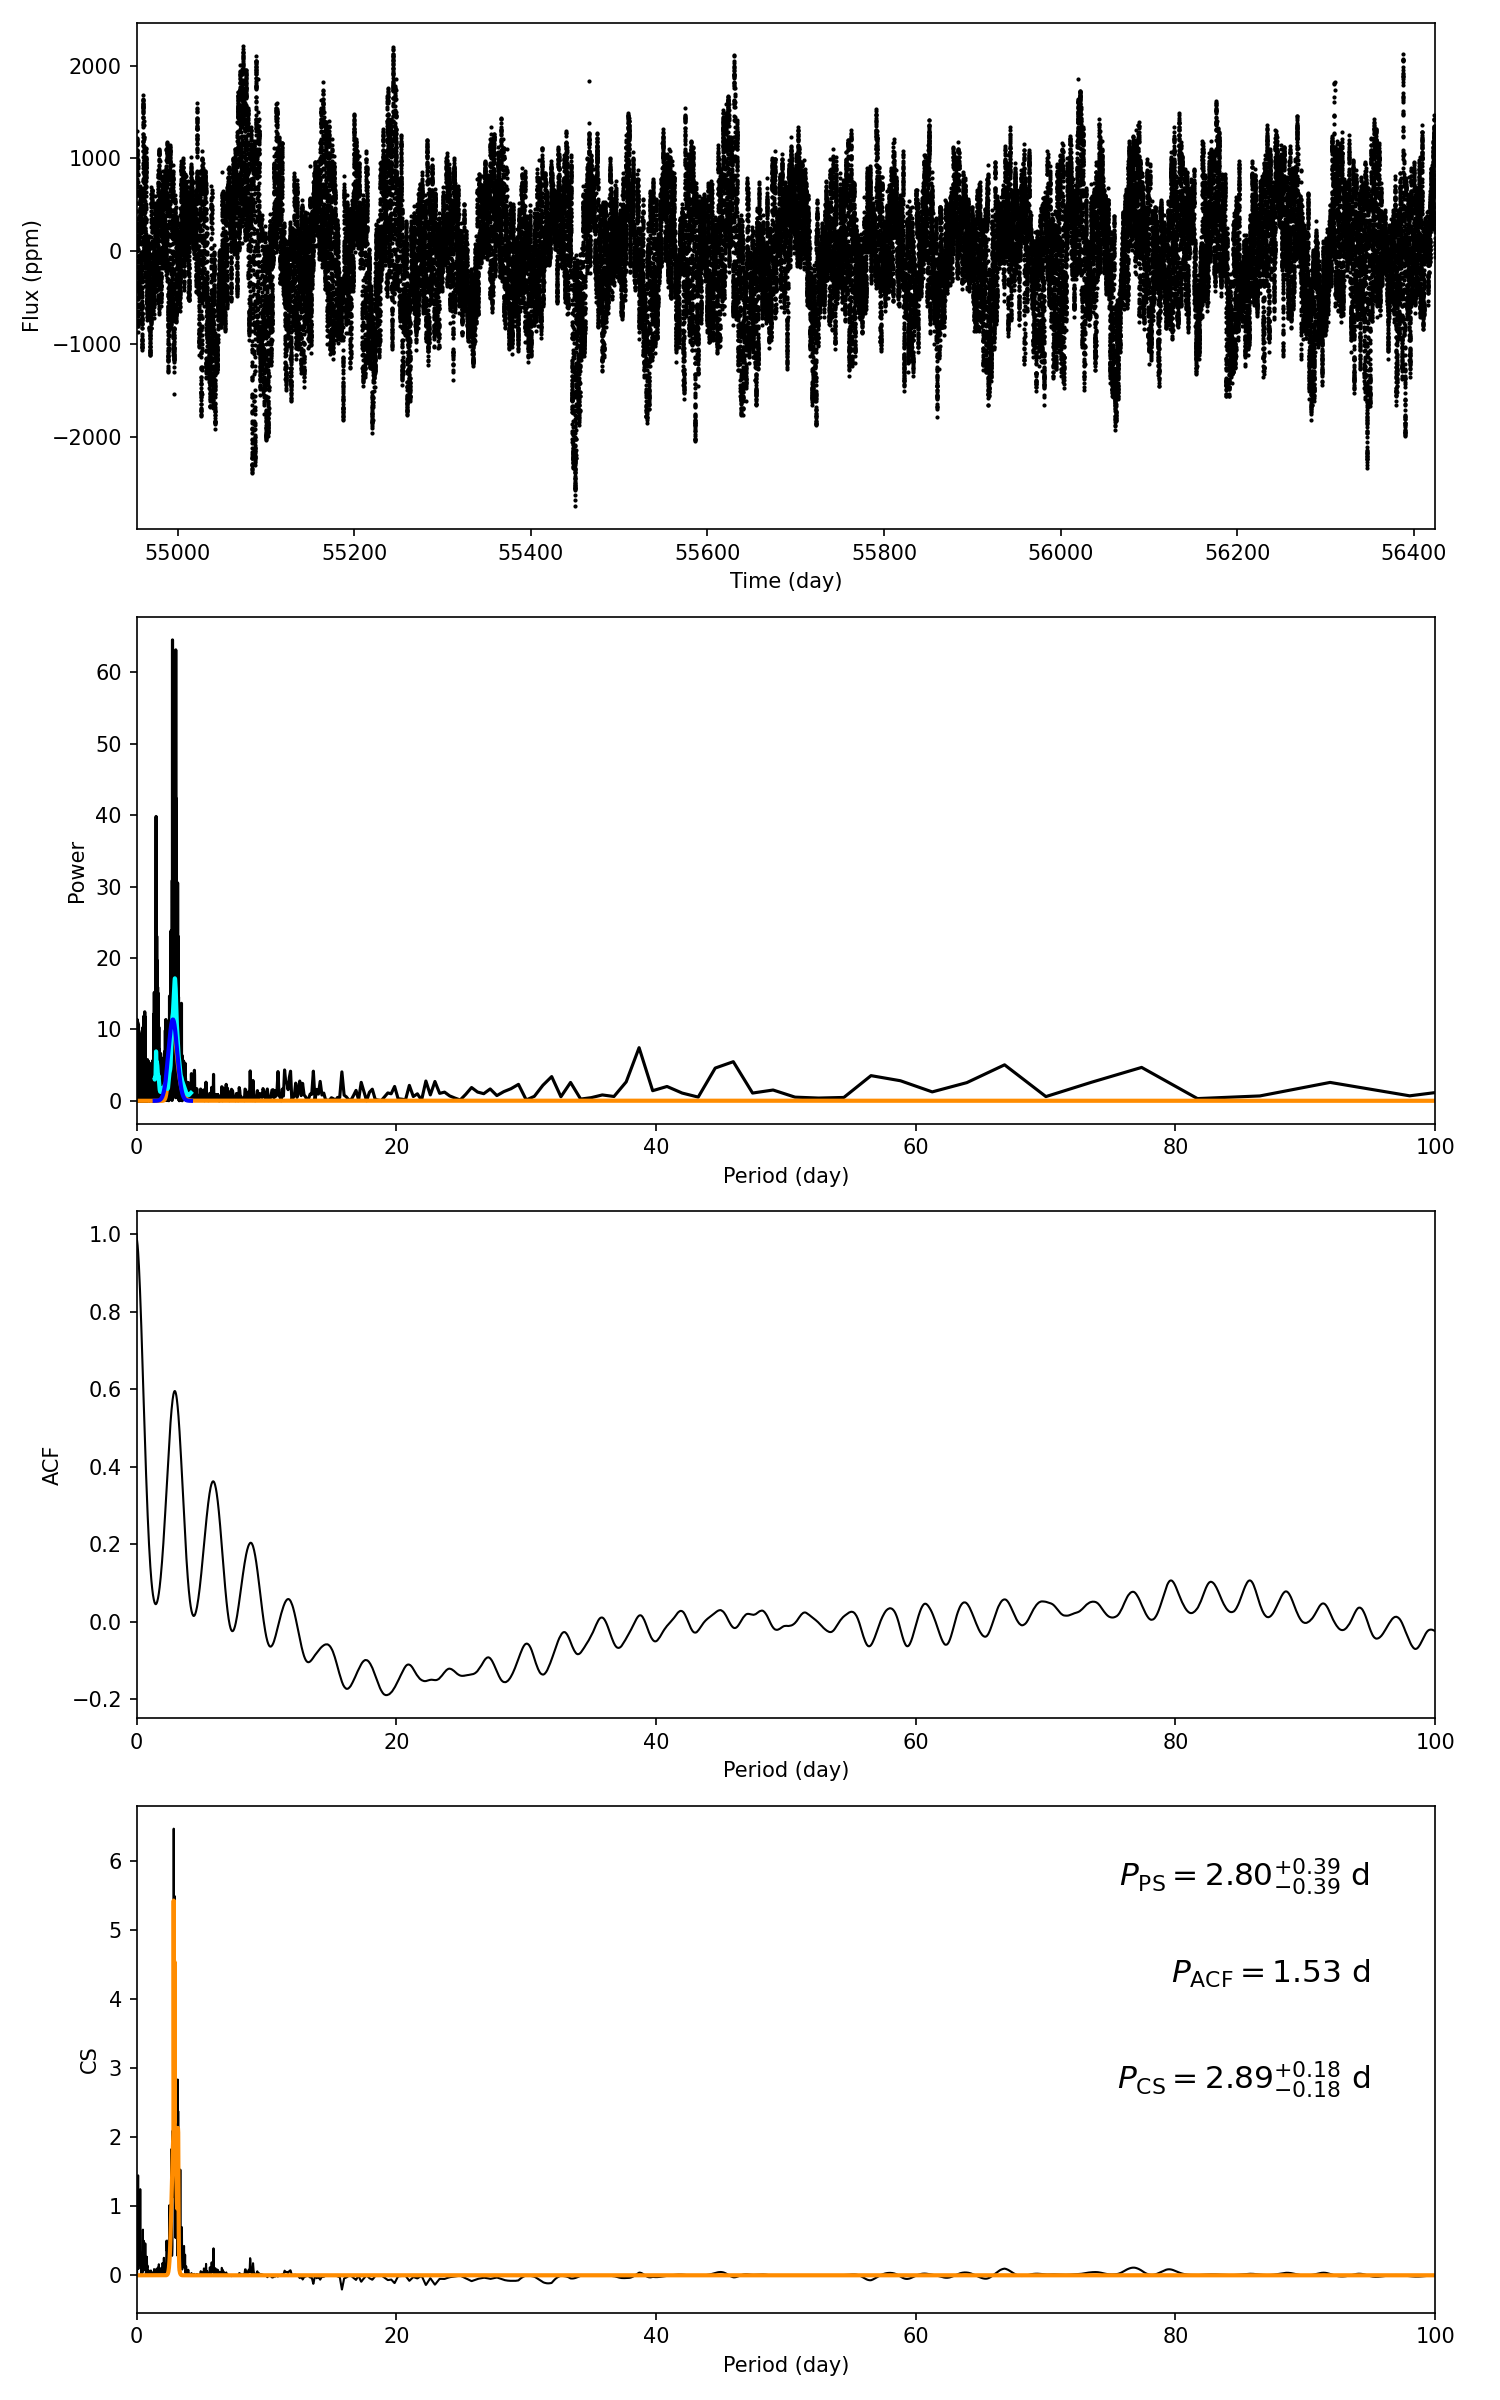 2000
1000
0
−1000
−2000
Flux (ppm)
55000 55200 55400 55600 55800 56000 56200 56400
Time (day)
60
50
40
30
20
10
0
Power
0 20 40 60 80 100
Period (day)
1.0
0.8
0.6
0.4
0.2
0.0
−0.2
ACF
0 20 40 60 80 100
Period (day)
6
5
4
3
2
1
0
CS
P_PS = 2.80^{+0.39}_{−0.39} d
P_ACF = 1.53 d
P_CS = 2.89^{+0.18}_{−0.18} d
0 20 40 60 80 100
Period (day)